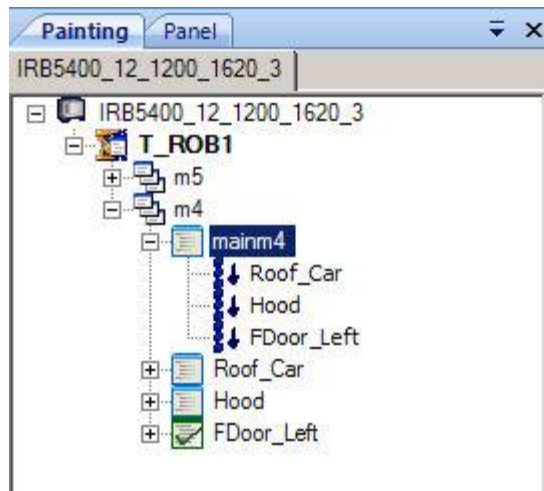 Painting Panel
IRB5400_12_1200_1620_3
IRB5400_12_1200_1620_3
T_ROB1
m5
m4
mainm4
Roof_Car
Hood
FDoor_Left
Roof_Car
Hood
FDoor_Left